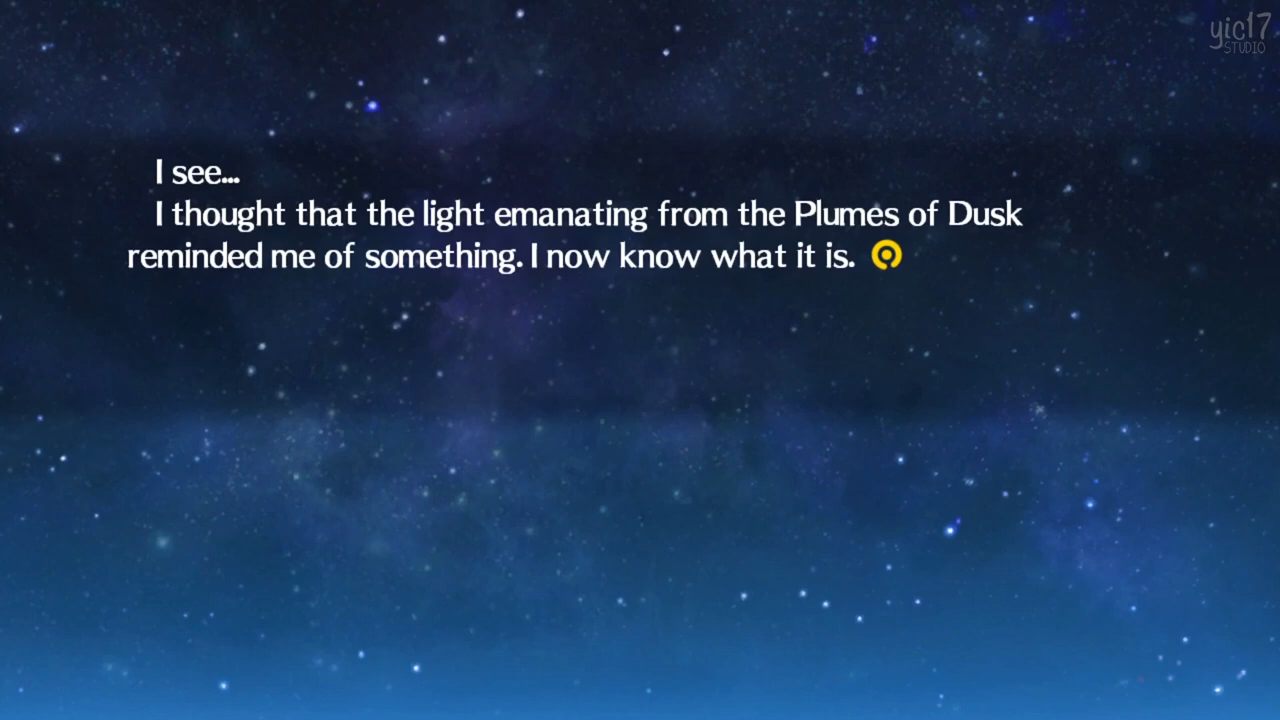 yic17
STUDIO
I see...
I thought that the light emanating from the Plumes of Dusk
reminded me of something. I now know what it is.